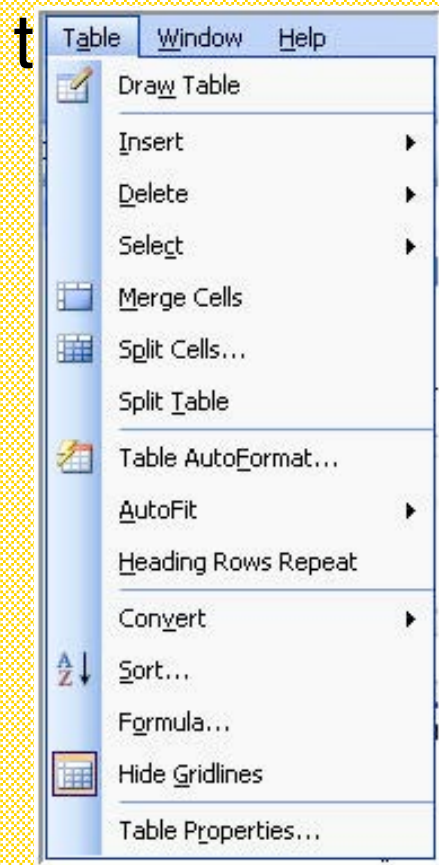 t
Table Window Help
Draw Table
Insert
Delete
Select
Merge Cells
Split Cells...
Split Table
Table AutoFormat...
AutoFit
Heading Rows Repeat
Convert
Sort...
Formula...
Hide Gridlines
Table Properties...